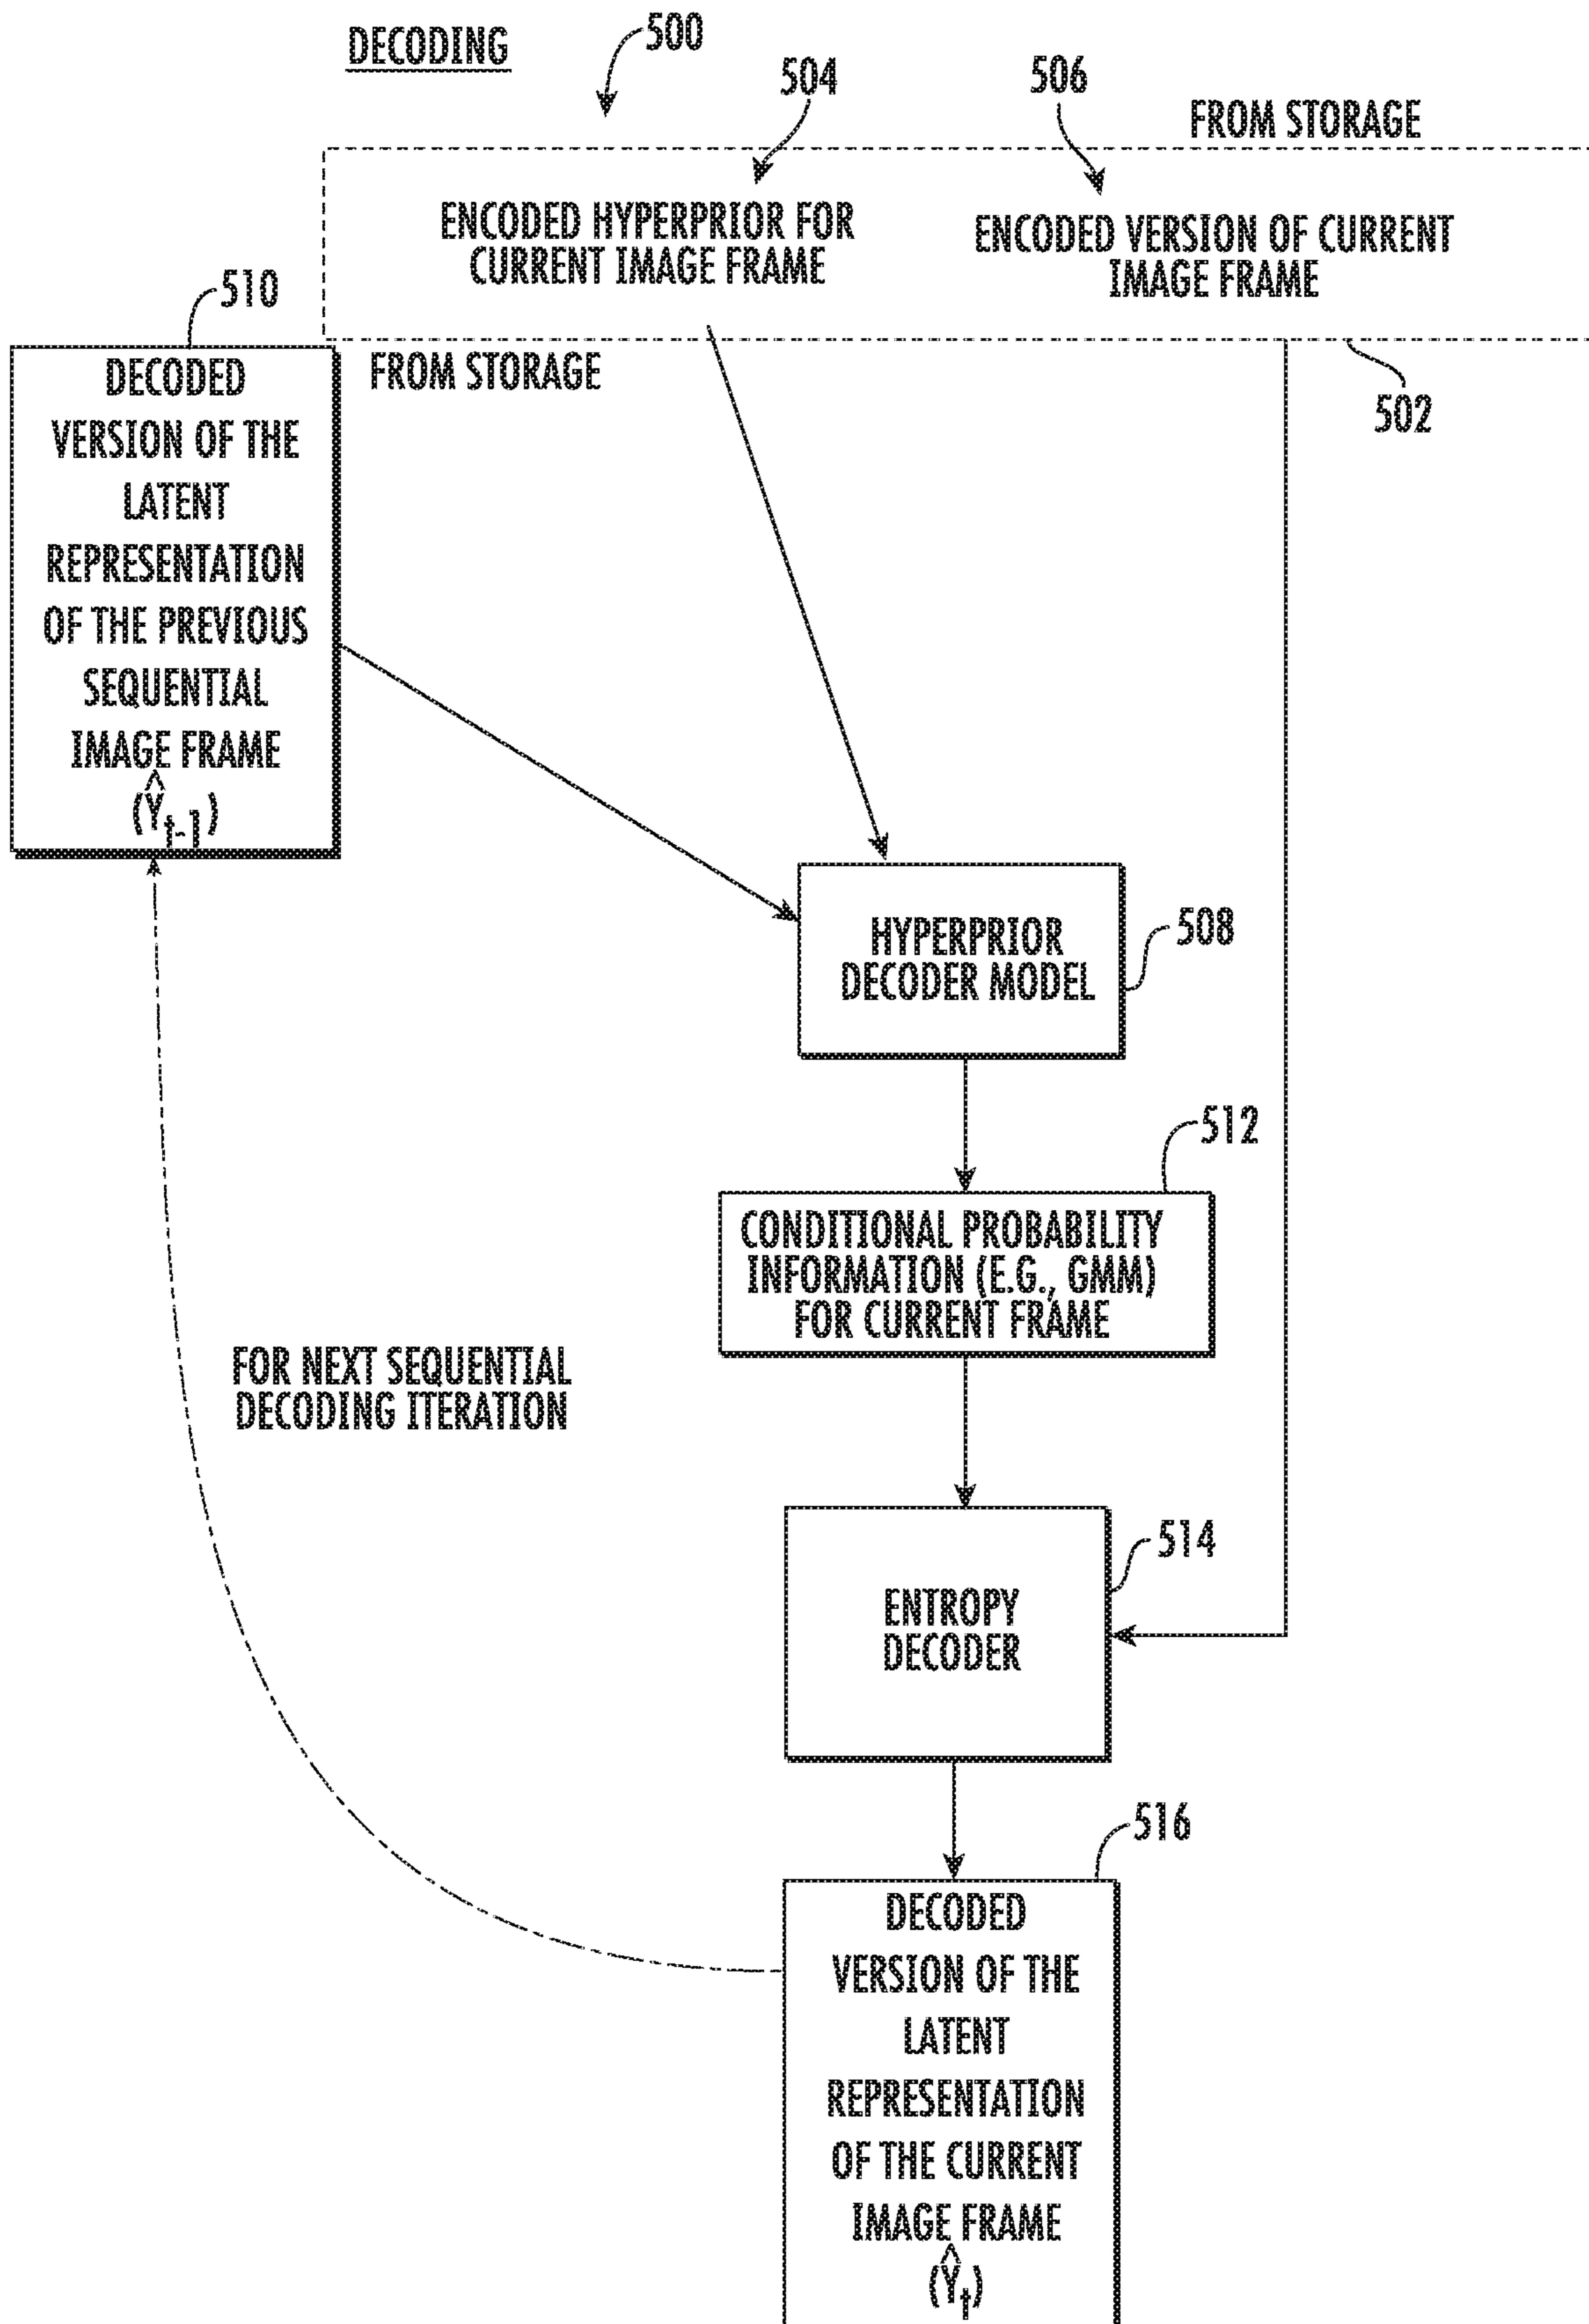 DECODING
500
504
506
FROM STORAGE
ENCODED HYPERPRIOR FOR
CURRENT IMAGE FRAME
ENCODED VERSION OF CURRENT
IMAGE FRAME
510
FROM STORAGE
502
DECODED
VERSION OF THE
LATENT
REPRESENTATION
OF THE PREVIOUS
SEQUENTIAL
IMAGE FRAME
(Ŷt-1)
HYPERPRIOR
DECODER MODEL
508
512
CONDITIONAL PROBABILITY
INFORMATION (E.G., GMM)
FOR CURRENT FRAME
FOR NEXT SEQUENTIAL
DECODING ITERATION
514
ENTROPY
DECODER
516
DECODED
VERSION OF THE
LATENT
REPRESENTATION
OF THE CURRENT
IMAGE FRAME
(Ŷt)